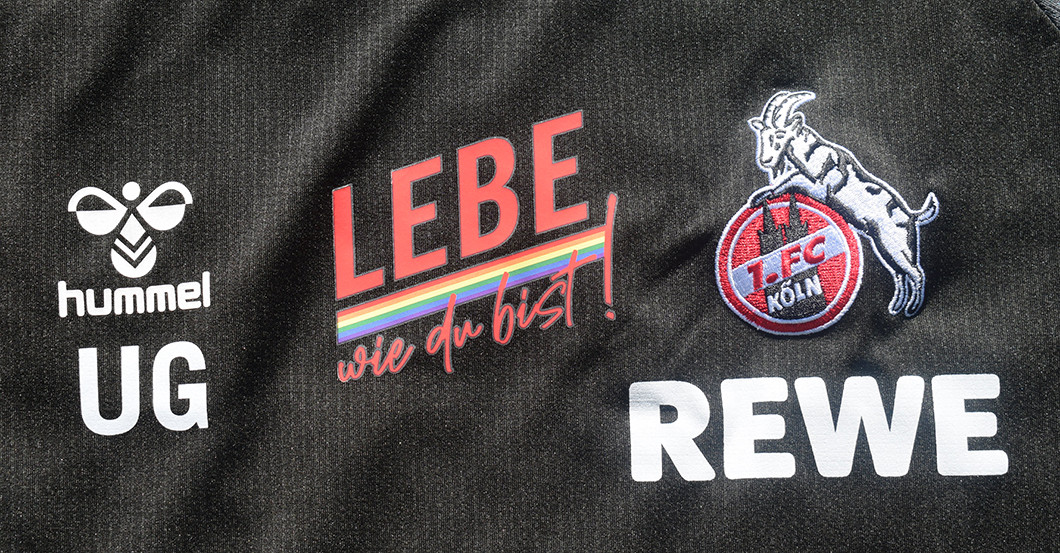 hummel
UG
LEBE
wie du bist!
1.FC
KÖLN
REWE